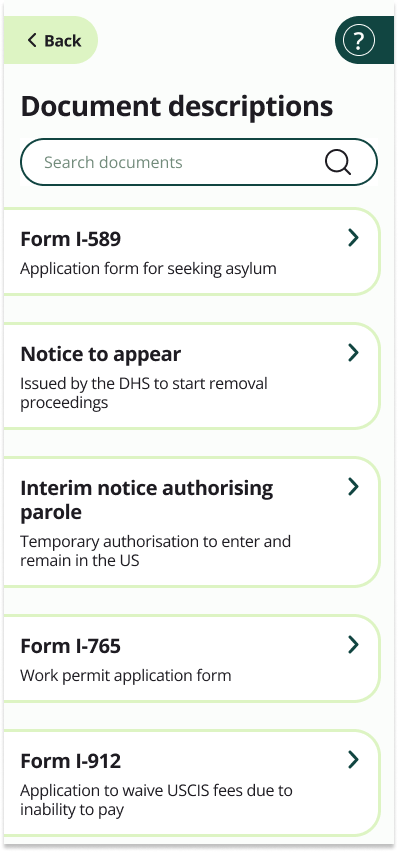 Back
?
Document descriptions
Search documents
Form I-589
Application form for seeking asylum
Notice to appear
Issued by the DHS to start removal
proceedings
Interim notice authorising
parole
Temporary authorisation to enter and
remain in the US
Form I-765
Work permit application form
Form I-912
Application to waive USCIS fees due to
inability to pay